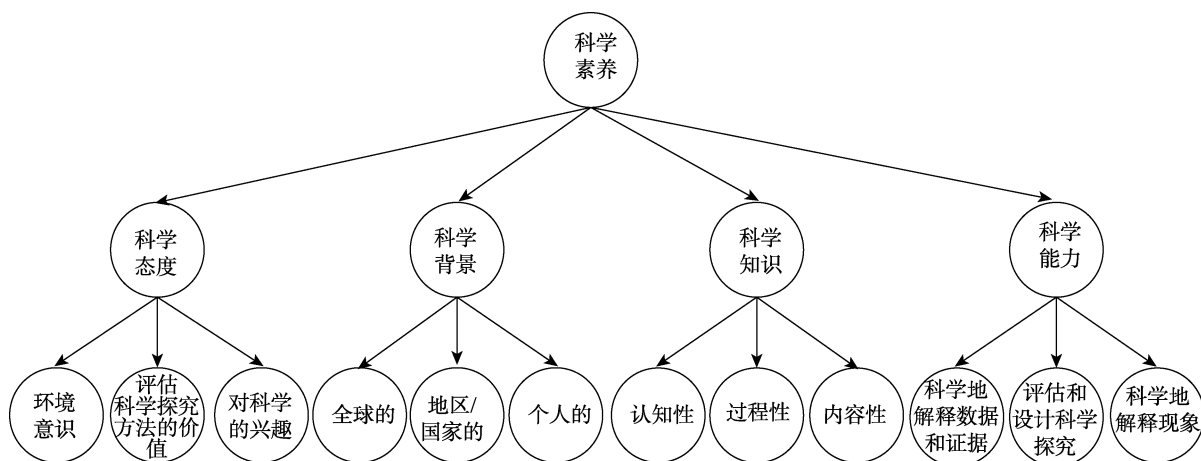 科学
素养
科学
态度
科学
背景
科学
知识
科学
能力
环境
意识
评估
科学探究
方法的价
值
对科学
的兴趣
全球的
地区/
国家的
个人的
认知性
过程性
内容性
科学地
解释数据
和证据
评估和
设计科学
探究
科学地
解释现象